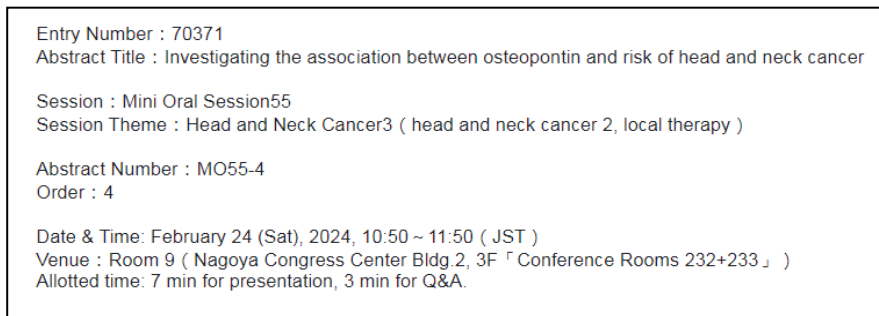 Entry Number：70371
Abstract Title：Investigating the association between osteopontin and risk of head and neck cancer
Session：Mini Oral Session55
Session Theme：Head and Neck Cancer3（head and neck cancer 2, local therapy）
Abstract Number：MO55-4
Order：4
Date & Time: February 24 (Sat), 2024, 10:50～11:50（JST）
Venue：Room 9（Nagoya Congress Center Bldg.2, 3F「Conference Rooms 232+233」）
Allotted time: 7 min for presentation, 3 min for Q&A.